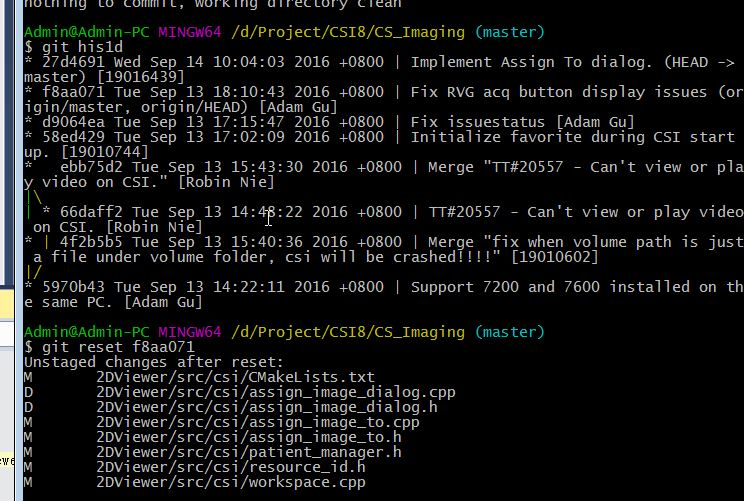 nothing to commit, working directory clean
Admin@Admin-PC MINGW64 /d/Project/CSI8/CS_Imaging (master)
$ git his1d
* 27d4691 Wed Sep 14 10:04:03 2016 +0800 | Implement Assign To dialog. (HEAD ->
master) [19016439]
* f8aa071 Tue Sep 13 18:10:43 2016 +0800 | Fix RVG acq button display issues (or
igin/master, origin/HEAD) [Adam Gu]
* d9064ea Tue Sep 13 17:15:47 2016 +0800 | Fix issuestatus [Adam Gu]
* 58ed429 Tue Sep 13 17:02:09 2016 +0800 | Initialize favorite during CSI start
up. [19010744]
*   ebb75d2 Tue Sep 13 15:43:30 2016 +0800 | Merge "TT#20557 - Can't view or pla
y video on CSI." [Robin Nie]
|\
| * 66daff2 Tue Sep 13 14:48:22 2016 +0800 | TT#20557 - Can't view or play video
on CSI. [Robin Nie]
* | 4f2b5b5 Tue Sep 13 15:40:36 2016 +0800 | Merge "fix when volume path is just
a file under volume folder, csi will be crashed!!!!" [19010602]
|/
* 5970b43 Tue Sep 13 14:22:11 2016 +0800 | Support 7200 and 7600 installed on th
e same PC. [Adam Gu]
Admin@Admin-PC MINGW64 /d/Project/CSI8/CS_Imaging (master)
$ git reset f8aa071
Unstaged changes after reset:
M       2DViewer/src/csi/CMakeLists.txt
D       2DViewer/src/csi/assign_image_dialog.cpp
D       2DViewer/src/csi/assign_image_dialog.h
M       2DViewer/src/csi/assign_image_to.cpp
M       2DViewer/src/csi/assign_image_to.h
M       2DViewer/src/csi/patient_manager.h
M       2DViewer/src/csi/resource_id.h
M       2DViewer/src/csi/workspace.cpp